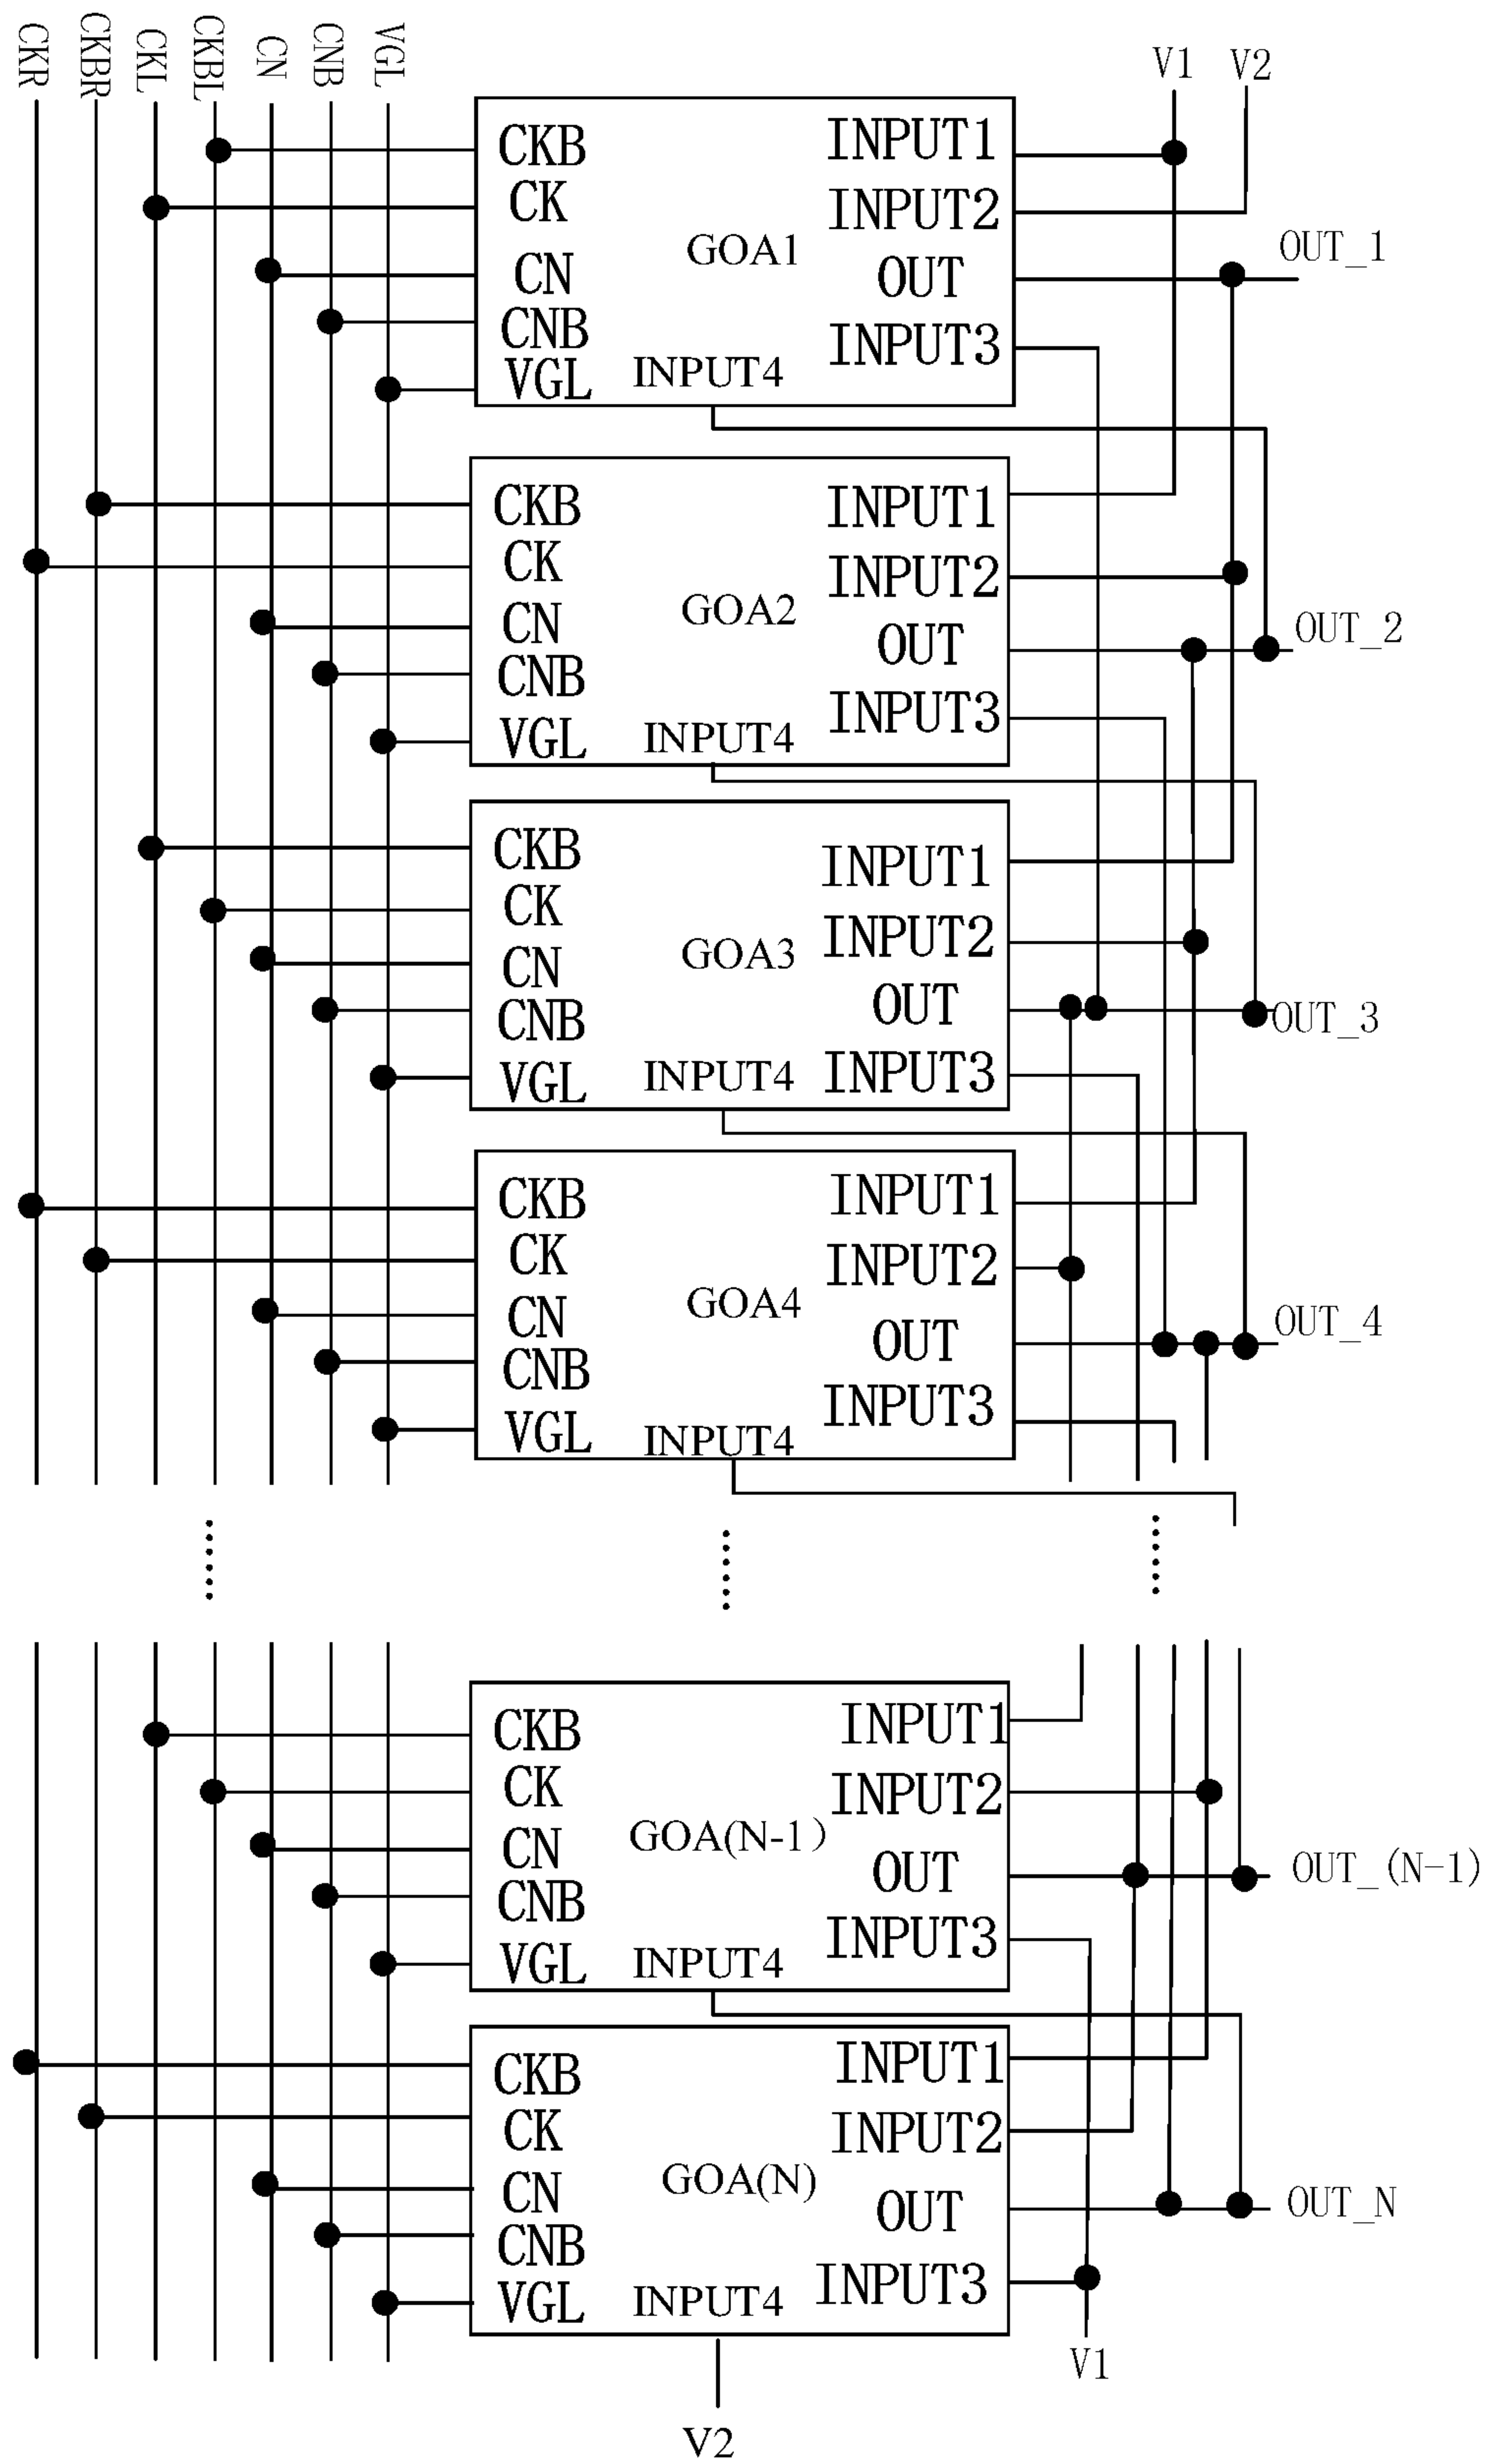 CKR
CKBR
CKL
CKBL
CN
CNB
VGL
V1
V2
CKB
INPUT1
CK
INPUT2
GOA1
CN
OUT
OUT_1
CNB
INPUT3
VGL
INPUT4
CKB
INPUT1
CK
INPUT2
GOA2
CN
OUT
OUT_2
CNB
INPUT3
VGL
INPUT4
CKB
INPUT1
CK
INPUT2
GOA3
CN
OUT
OUT_3
CNB
INPUT3
VGL
INPUT4
CKB
INPUT1
CK
INPUT2
GOA4
CN
OUT
OUT_4
CNB
INPUT3
VGL
INPUT4
CKB
INPUT1
CK
INPUT2
GOA(N-1)
CN
OUT
OUT_(N-1)
CNB
INPUT3
VGL
INPUT4
CKB
INPUT1
CK
INPUT2
GOA(N)
CN
OUT
OUT_N
CNB
INPUT3
VGL
INPUT4
V1
V2